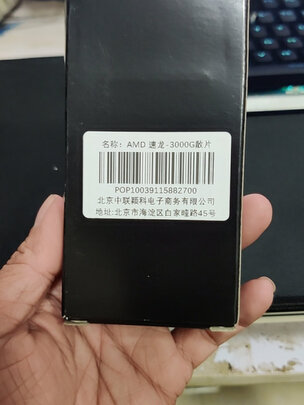 名称: AMD 速龙-3000G散片
POP10039115882700
北京中联颖科电子商务有限公司
地址:北京市海淀区白家疃路45号